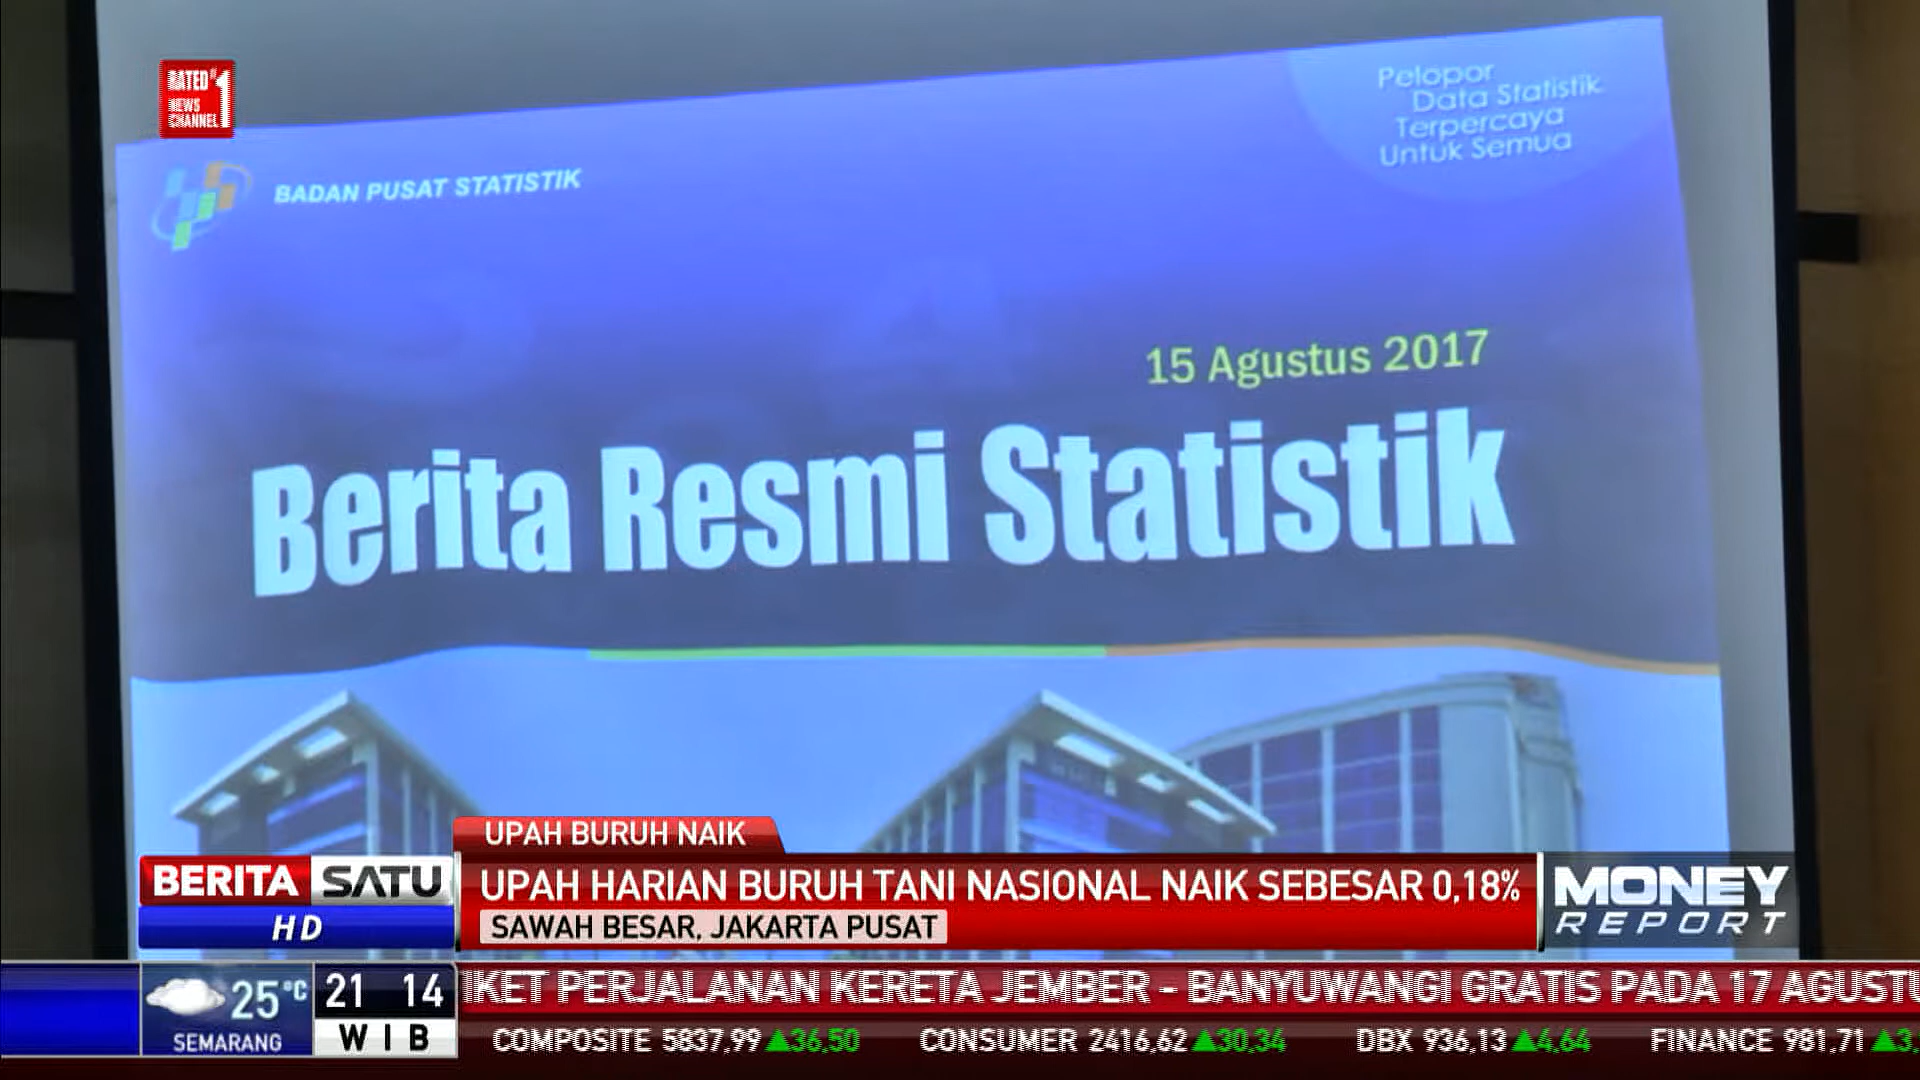 RATED #1
NEWS
CHANNEL
Pelopor
Data Statistik
Terpercaya
Untuk Semua
BADAN PUSAT STATISTIK
15 Agustus 2017
Berita Resmi Statistik
UPAH BURUH NAIK
BERITA SATU
HD
UPAH HARIAN BURUH TANI NASIONAL NAIK SEBESAR 0,18%
SAWAH BESAR, JAKARTA PUSAT
MONEY
REPORT
25°C
SEMARANG
21 14
WIB
IKET PERJALANAN KERETA JEMBER - BANYUWANGI GRATIS PADA 17 AGUSTU
COMPOSITE 5837,99 ▲36,50 CONSUMER 2416,62 ▲30,34 DBX 936,13 ▲4,64 FINANCE 981,71 ▲3,